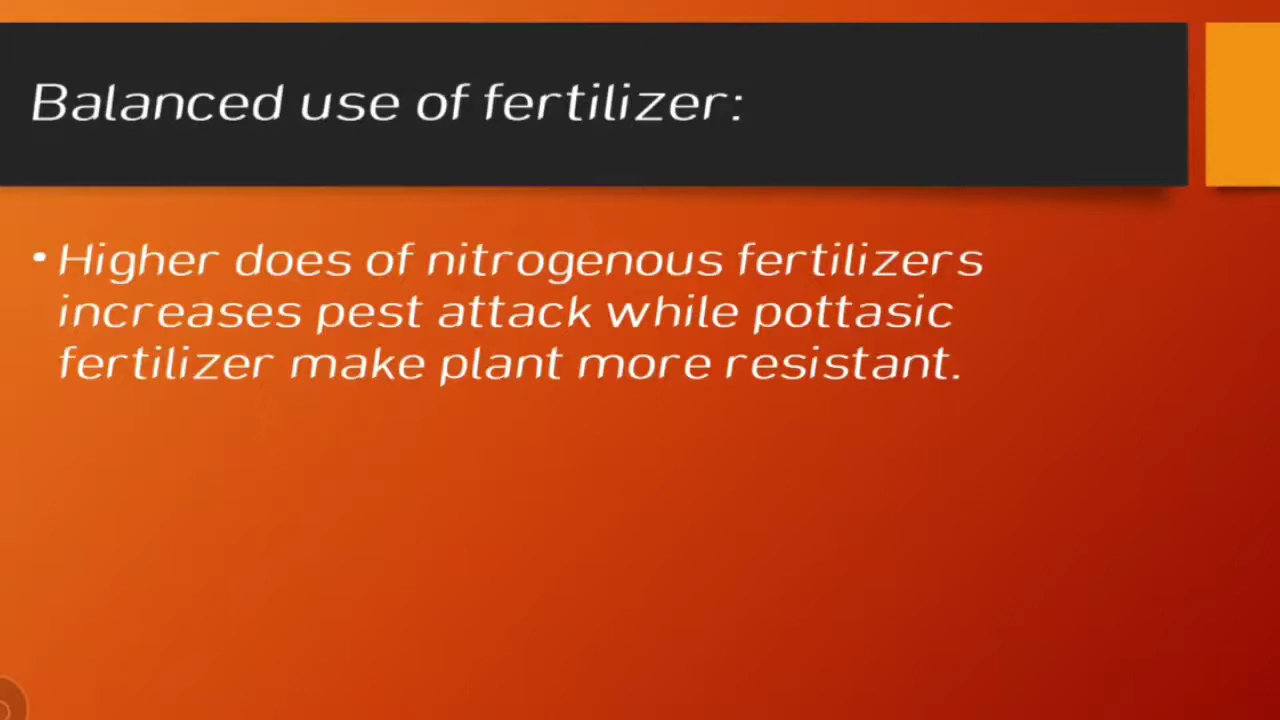 Balanced use of fertilizer:
• Higher does of nitrogenous fertilizers
increases pest attack while pottasic
fertilizer make plant more resistant.